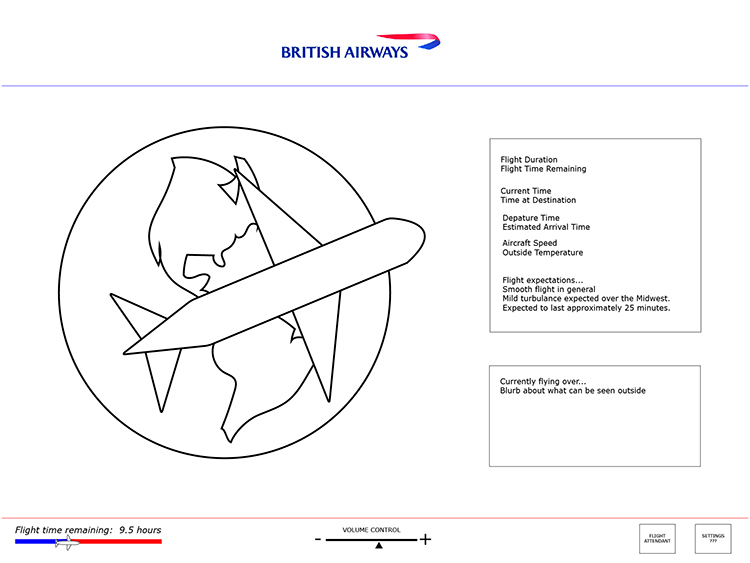 BRITISH AIRWAYS
Flight Duration
Flight Time Remaining
Current Time
Time at Destination
Depature Time
Estimated Arrival Time
Aircraft Speed
Outside Temperature
Flight expectations...
Smooth flight in general
Mild turbulance expected over the Midwest.
Expected to last approximately 25 minutes.
Currently flying over...
Blurb about what can be seen outside
Flight time remaining: 9.5 hours
VOLUME CONTROL
- +
FLIGHT
ATTENDANT
SETTINGS
???